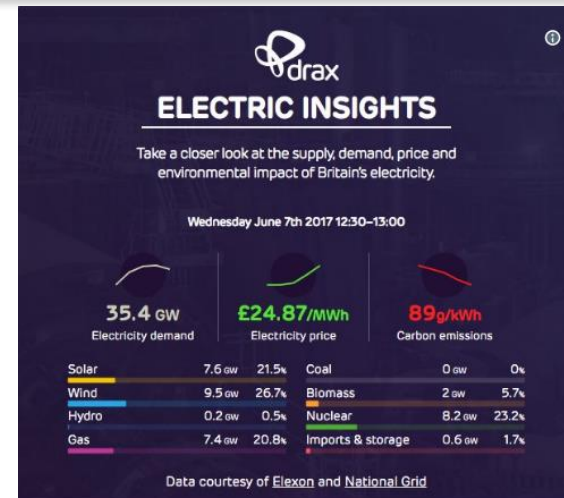 drax
ELECTRIC INSIGHTS
Take a closer look at the supply, demand, price and
environmental impact of Britain's electricity.
Wednesday June 7th 2017 12:30–13:00
35.4 GW
Electricity demand
£24.87/MWh
Electricity price
89g/kWh
Carbon emissions
Solar 7.6 GW 21.5%
Wind 9.5 GW 26.7%
Hydro 0.2 GW 0.5%
Gas 7.4 GW 20.8%
Coal 0 GW 0%
Biomass 2 GW 5.7%
Nuclear 8.2 GW 23.2%
Imports & storage 0.6 GW 1.7%
Data courtesy of Elexon and National Grid